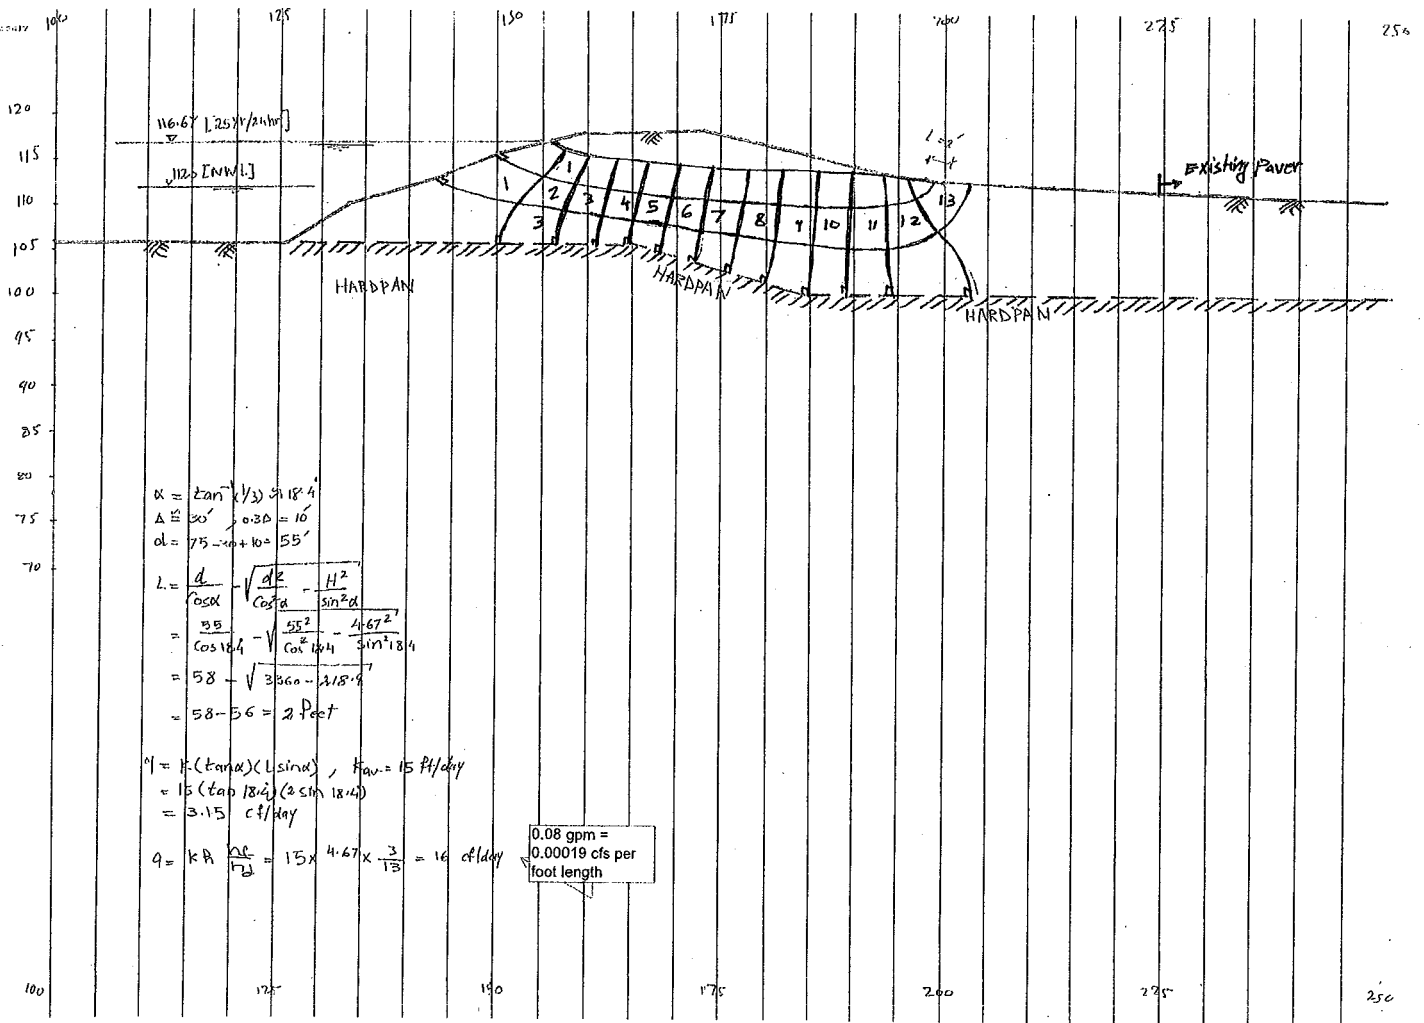 100 125 150 175 200 225 250
120
116.67 [25yr/24hr]
115
112.0 [NWL]
L=2'
Existing Paver
110
105
100
95
90
85
80
75
70
1 1
2 3 4 5 6 7 8 9 10 11 12 13
3
HARDPAN
HARDPAN
HARDPAN
α = tan⁻¹(1/3) ≈ 18.4°
Δ ≅ 30', 0.3Δ = 10'
d = 75-30+10= 55'
L = d/cosα - √(d²/cos²α - H²/sin²α)
= 55/cos18.4 - √(55²/cos²18.4 - 4.67²/sin²18.4)
= 58 - √(3360-218.9)
= 58-56 = 2 feet
q = K(tanα)(Lsinα), Kav.= 15 ft/day
= 15(tan 18.4)(2 sin 18.4)
= 3.15 cf/day
q = kh nf/nd = 15 x 4.67 x 3/13 = 16 cf/day
0.08 gpm =
0.00019 cfs per
foot length
100 125 150 175 200 225 250